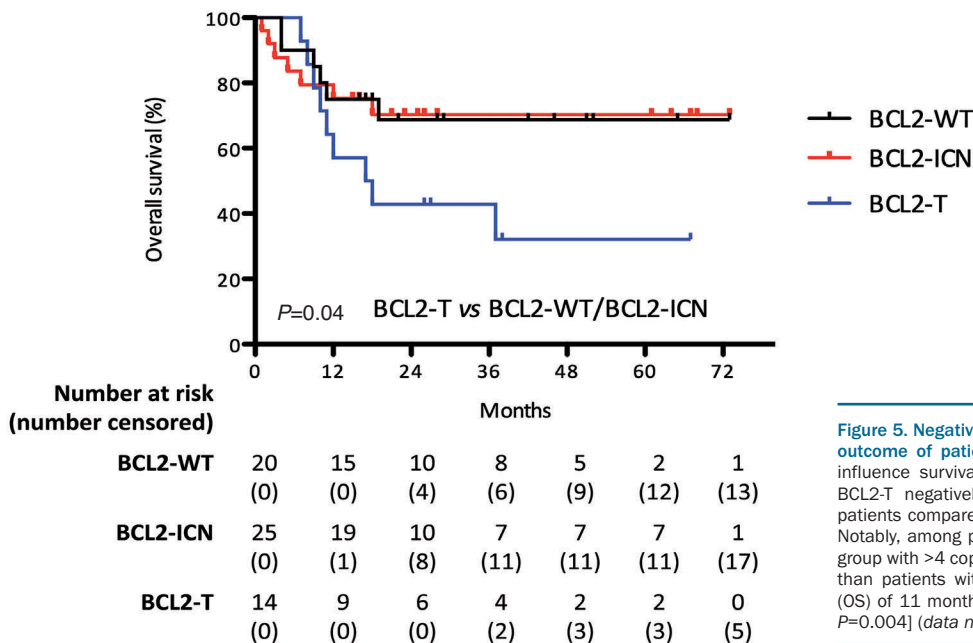 100
80
60
40
20
0
Overall survival (%)
P=0.04 BCL2-T vs BCL2-WT/BCL2-ICN
0 12 24 36 48 60 72
Months
BCL2-WT
BCL2-ICN
BCL2-T
Number at risk
(number censored)
BCL2-WT 20 15 10 8 5 2 1
(0) (0) (4) (6) (9) (12) (13)
BCL2-ICN 25 19 10 7 7 7 1
(0) (1) (8) (11) (11) (11) (17)
BCL2-T 14 9 6 4 2 2 0
(0) (0) (0) (2) (3) (3) (5)
Figure 5. Negativ
outcome of patie
influence surviva
BCL2-T negativel
patients compare
Notably, among p
group with >4 cop
than patients wit
(OS) of 11 month
P=0.004] (data n